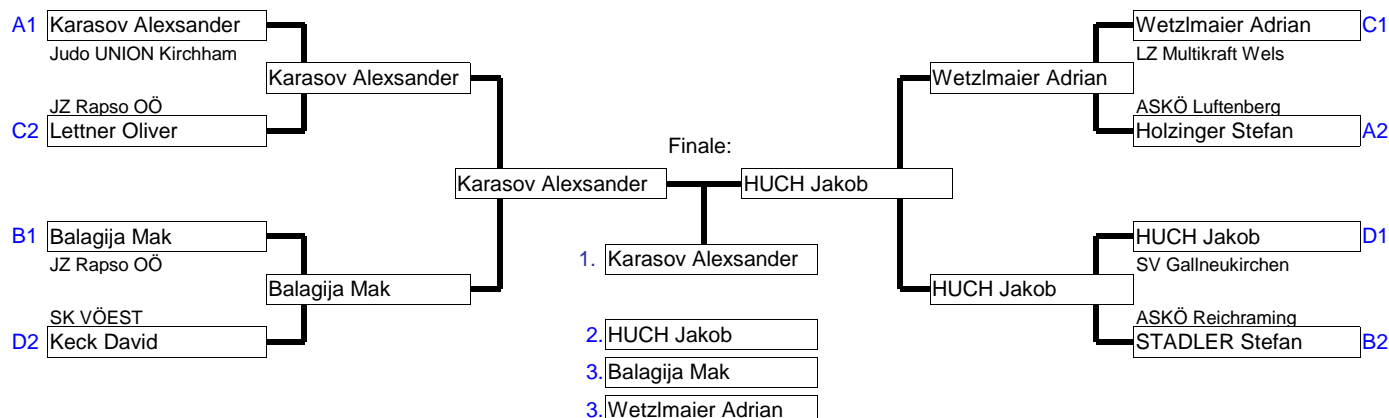 A1 Karasov Alexsander
Judo UNION Kirchham
Karasov Alexsander
JZ Rapso OÖ
C2 Lettner Oliver
Karasov Alexsander
B1 Balagija Mak
JZ Rapso OÖ
Balagija Mak
SK VÖEST
D2 Keck David
Finale:
Wetzlmaier Adrian C1
LZ Multikraft Wels
Wetzlmaier Adrian
ASKÖ Luftenberg
Holzinger Stefan A2
HUCH Jakob
HUCH Jakob D1
SV Gallneukirchen
HUCH Jakob
ASKÖ Reichraming
STADLER Stefan B2
1. Karasov Alexsander
2. HUCH Jakob
3. Balagija Mak
3. Wetzlmaier Adrian